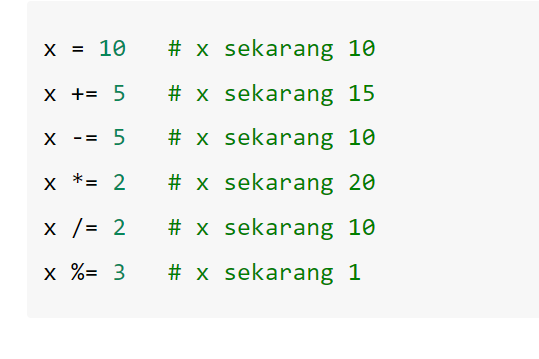 x = 10   # x sekarang 10
x += 5   # x sekarang 15
x -= 5   # x sekarang 10
x *= 2   # x sekarang 20
x /= 2   # x sekarang 10
x %= 3   # x sekarang 1